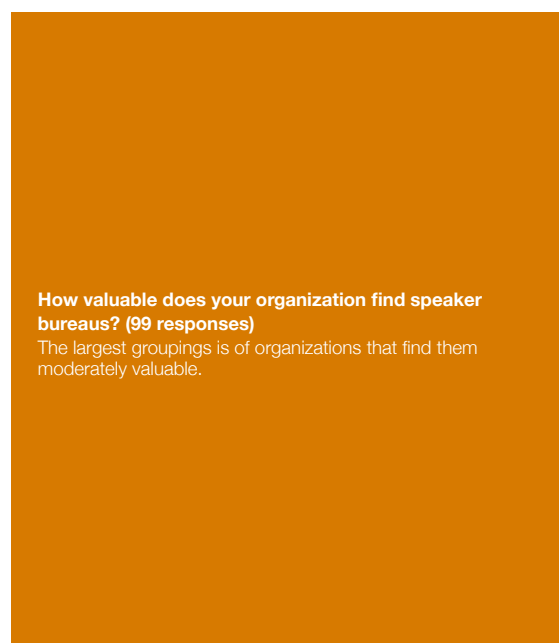 How valuable does your organization find speaker
bureaus? (99 responses)
The largest groupings is of organizations that find them
moderately valuable.